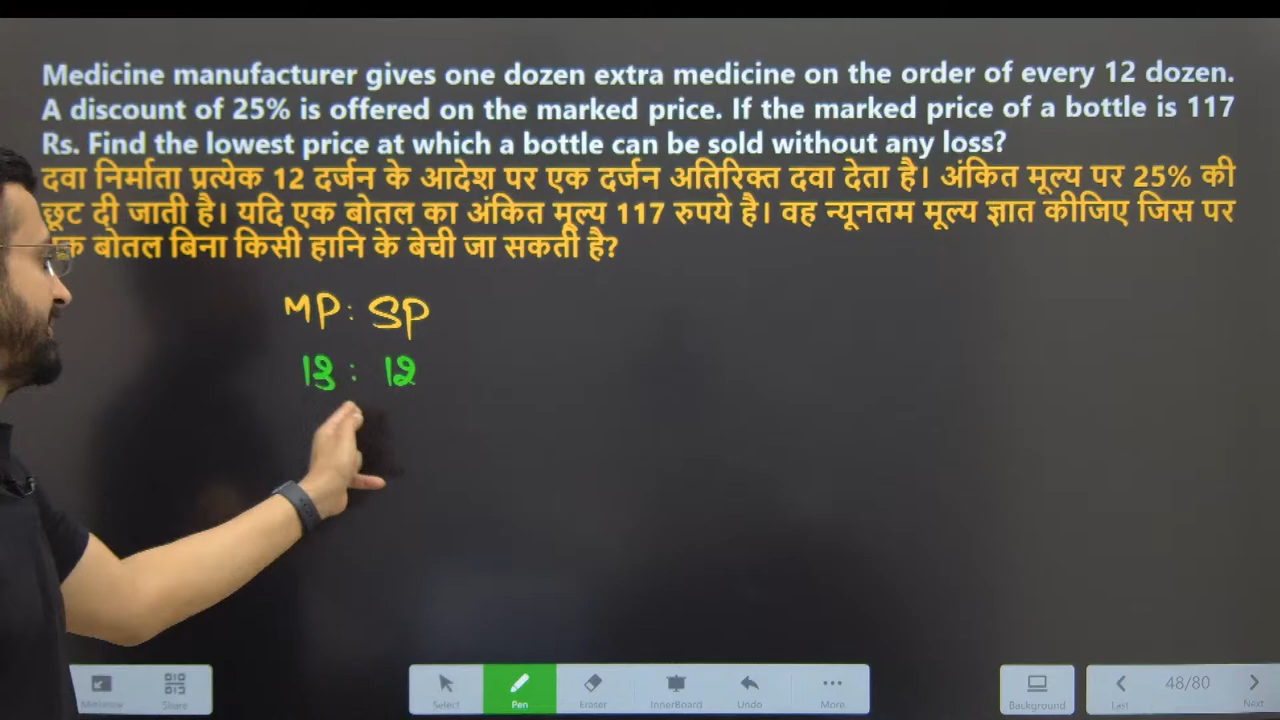 Medicine manufacturer gives one dozen extra medicine on the order of every 12 dozen.
A discount of 25% is offered on the marked price. If the marked price of a bottle is 117
Rs. Find the lowest price at which a bottle can be sold without any loss?
दवा निर्माता प्रत्येक 12 दर्जन के आदेश पर एक दर्जन अतिरिक्त दवा देता है। अंकित मूल्य पर 25% की
छूट दी जाती है। यदि एक बोतल का अंकित मूल्य 117 रुपये है। वह न्यूनतम मूल्य ज्ञात कीजिए जिस पर
बोतल बिना किसी हानि के बेची जा सकती है?
MP : SP
13 : 12
Share
Select
Pen
Eraser
InnerBoard
Undo
More
Background
Last
48/80
Next